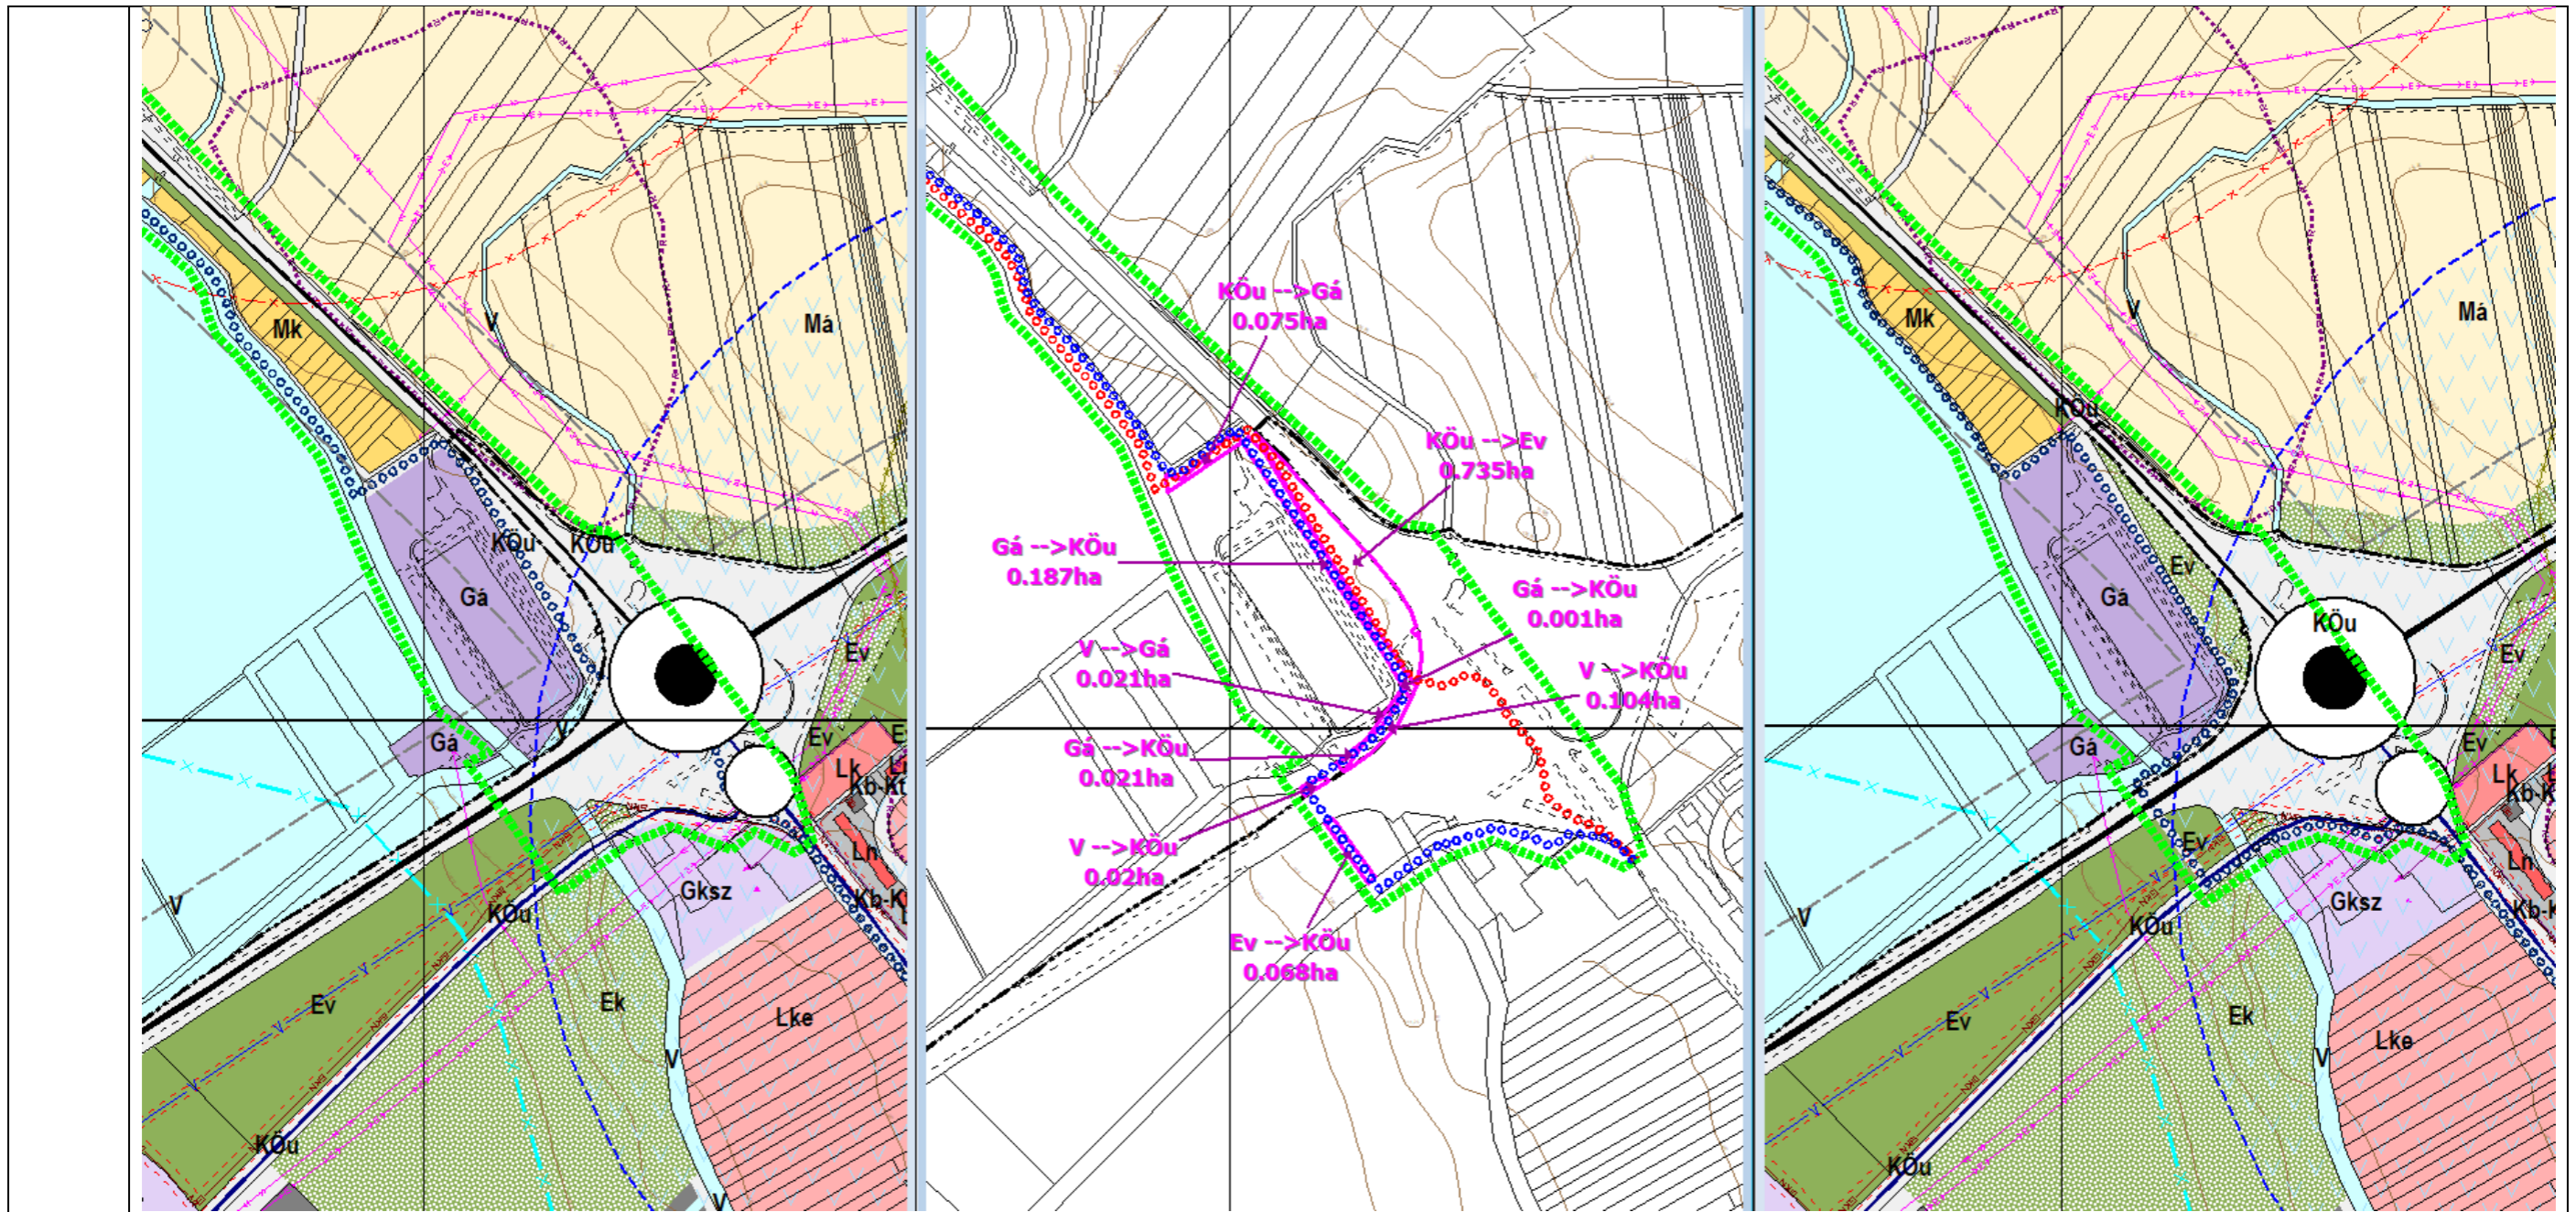 Mk
V
Má
KÖu
KÖu
Gá
Ev
V
Gá
Ev
Lk
Kb-Kt
Ln
Gksz
KÖu
V
Ev
Ek
Lke
V
KÖu
V
KÖu -->Gá
0.075ha
KÖu -->Ev
0.735ha
Gá -->KÖu
0.187ha
Gá -->KÖu
0.001ha
V -->Gá
0.021ha
V -->KÖu
0.104ha
Gá -->KÖu
0.021ha
V -->KÖu
0.02ha
Ev -->KÖu
0.068ha
Mk
V
Má
KÖu
Ev
Gá
KÖu
Ev
Gá
Ev
Lk
Ev
Ln
Gksz
KÖu
V
Ev
Ek
Lke
V
KÖu